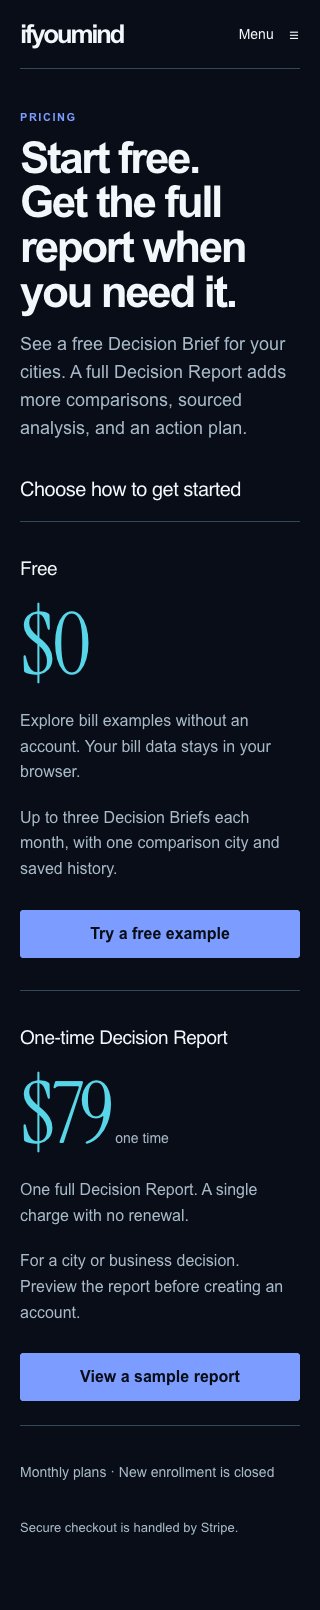 ifyoumind
Menu ≡
PRICING
Start free.
Get the full
report when
you need it.
See a free Decision Brief for your
cities. A full Decision Report adds
more comparisons, sourced
analysis, and an action plan.
Choose how to get started
Free
$0
Explore bill examples without an
account. Your bill data stays in your
browser.
Up to three Decision Briefs each
month, with one comparison city and
saved history.
Try a free example
One-time Decision Report
$79 one time
One full Decision Report. A single
charge with no renewal.
For a city or business decision.
Preview the report before creating an
account.
View a sample report
Monthly plans · New enrollment is closed
Secure checkout is handled by Stripe.